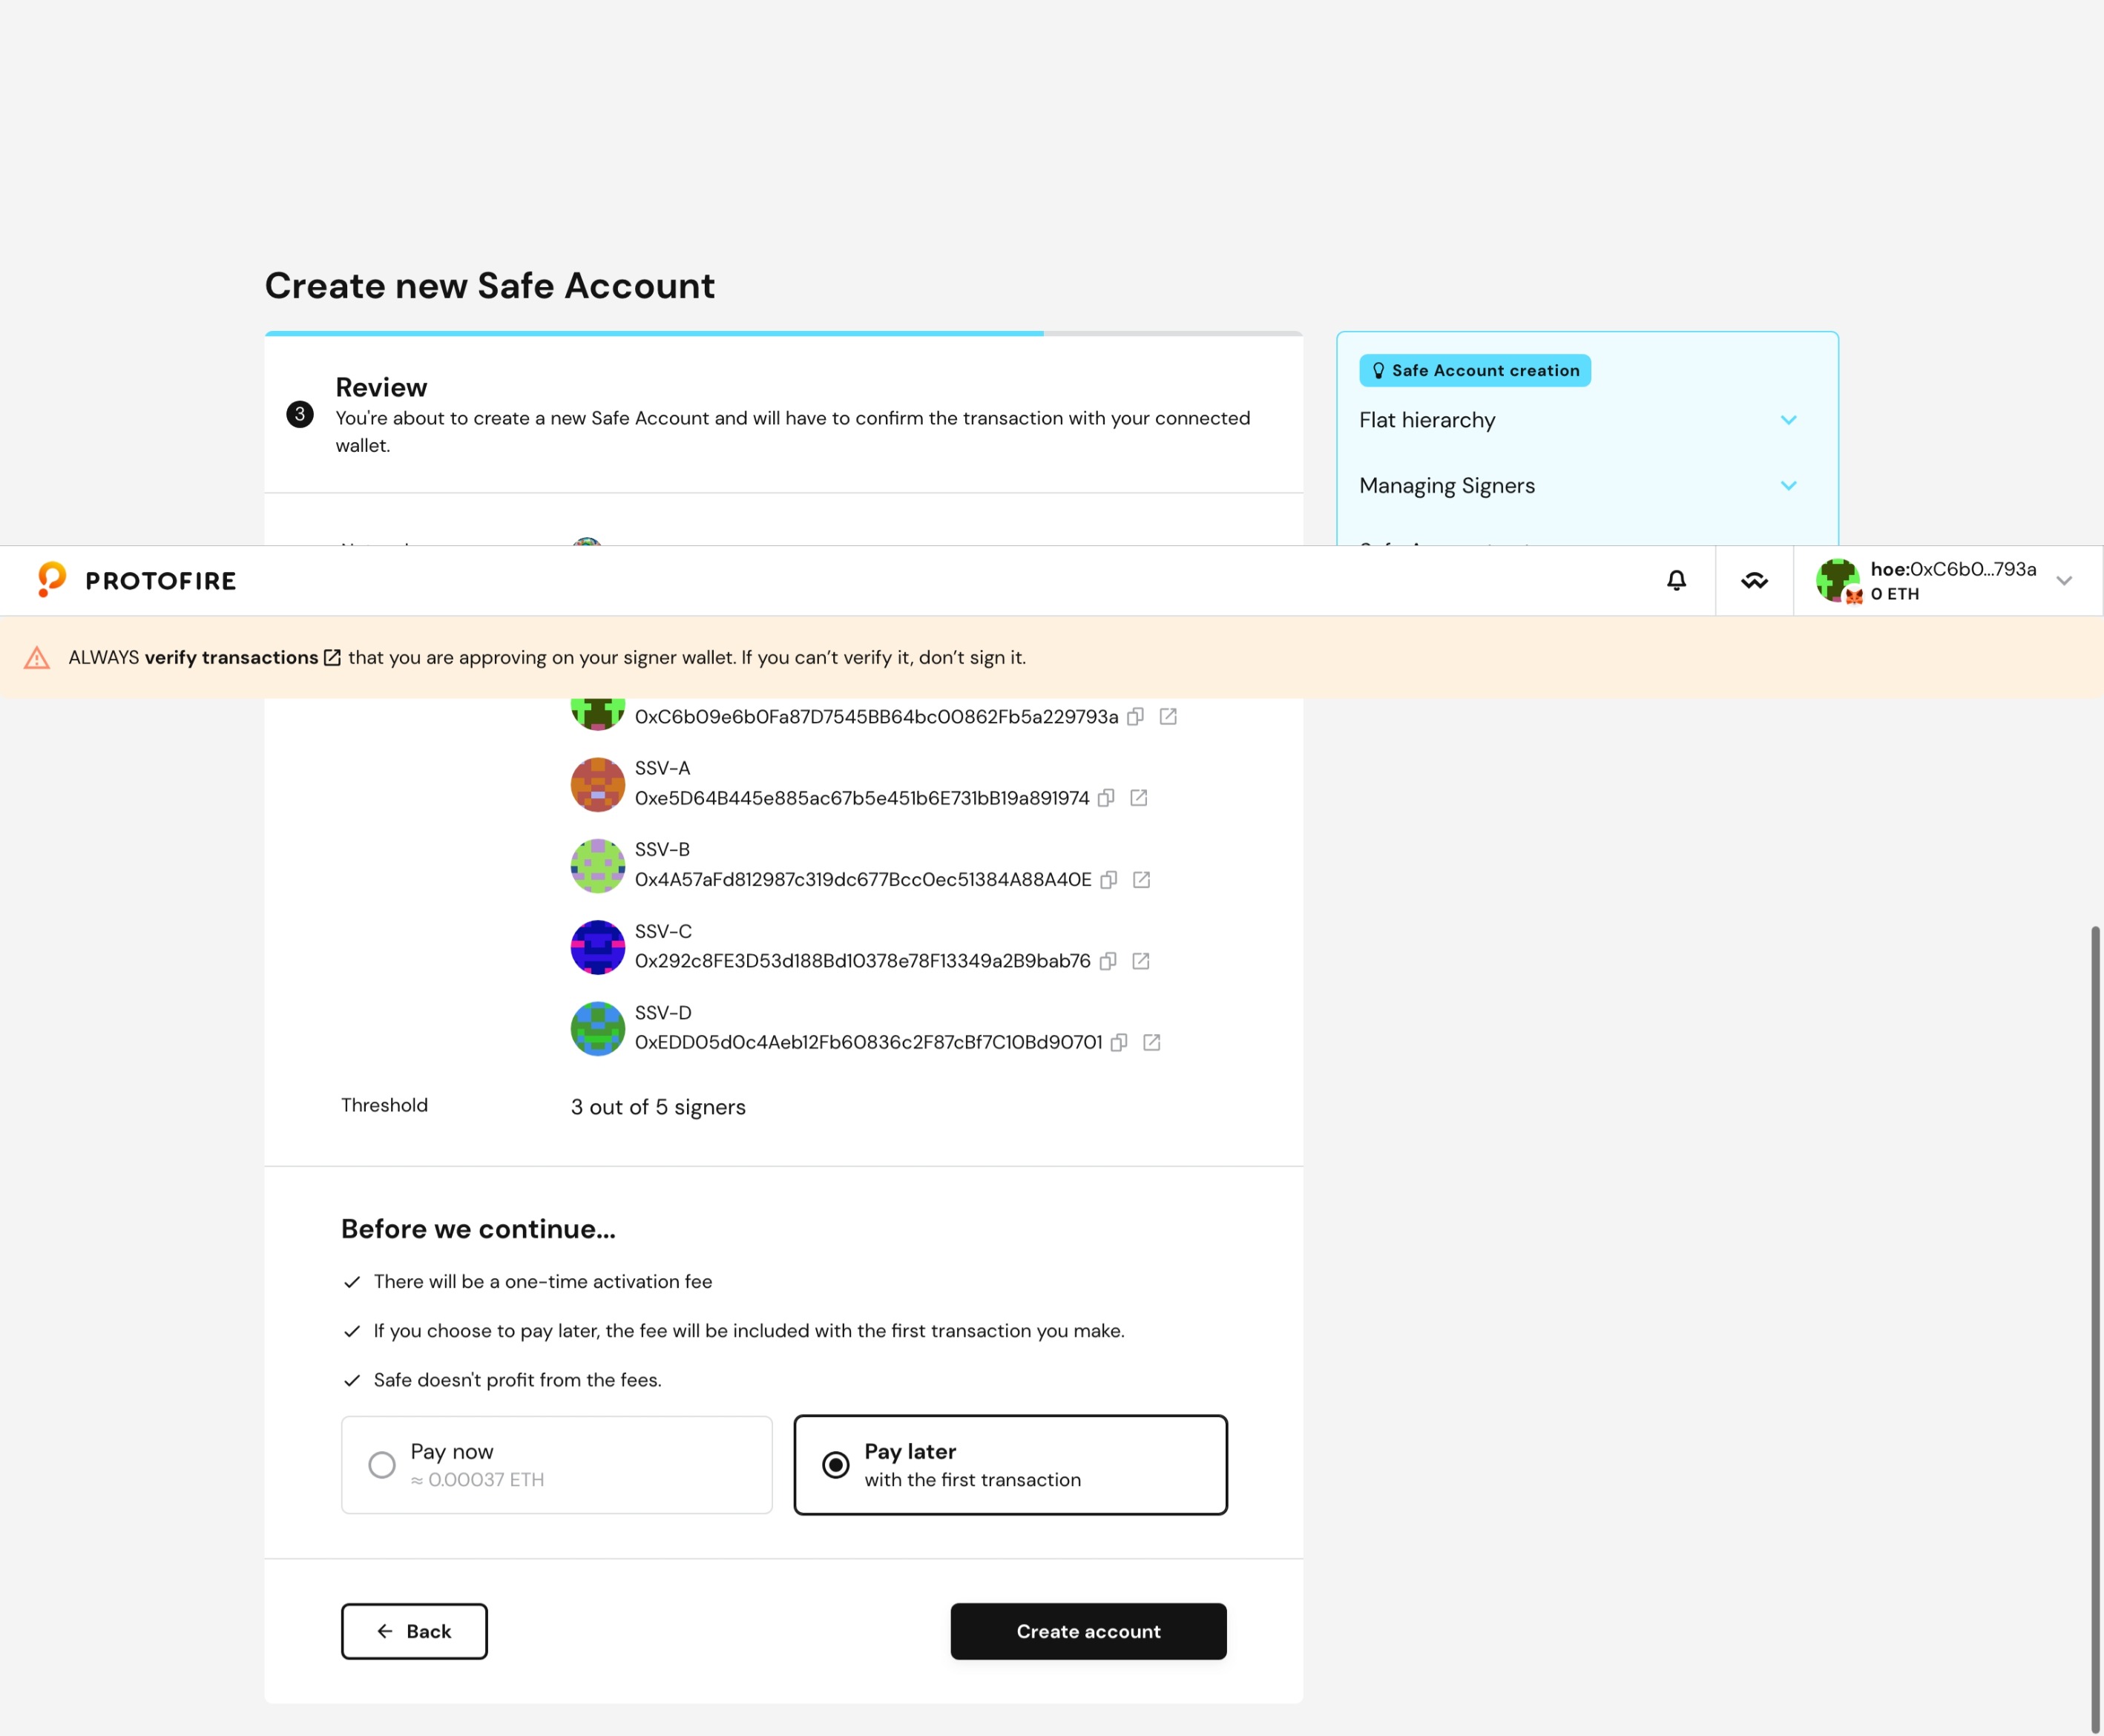 Create new Safe Account
3
Review
You're about to create a new Safe Account and will have to confirm the transaction with your connected
wallet.
Safe Account creation
Flat hierarchy
Managing Signers
PROTOFIRE
hoe:0xC6b0...793a
0 ETH
ALWAYS verify transactions that you are approving on your signer wallet. If you can’t verify it, don’t sign it.
0xC6b09e6b0Fa87D7545BB64bc00862Fb5a229793a
SSV-A
0xe5D64B445e885ac67b5e451b6E731bB19a891974
SSV-B
0x4A57aFd812987c319dc677Bcc0ec51384A88A40E
SSV-C
0x292c8FE3D53d188Bd10378e78F13349a2B9bab76
SSV-D
0xEDD05d0c4Aeb12Fb60836c2F87cBf7C10Bd90701
Threshold
3 out of 5 signers
Before we continue...
There will be a one-time activation fee
If you choose to pay later, the fee will be included with the first transaction you make.
Safe doesn't profit from the fees.
Pay now
≈ 0.00037 ETH
Pay later
with the first transaction
Back
Create account